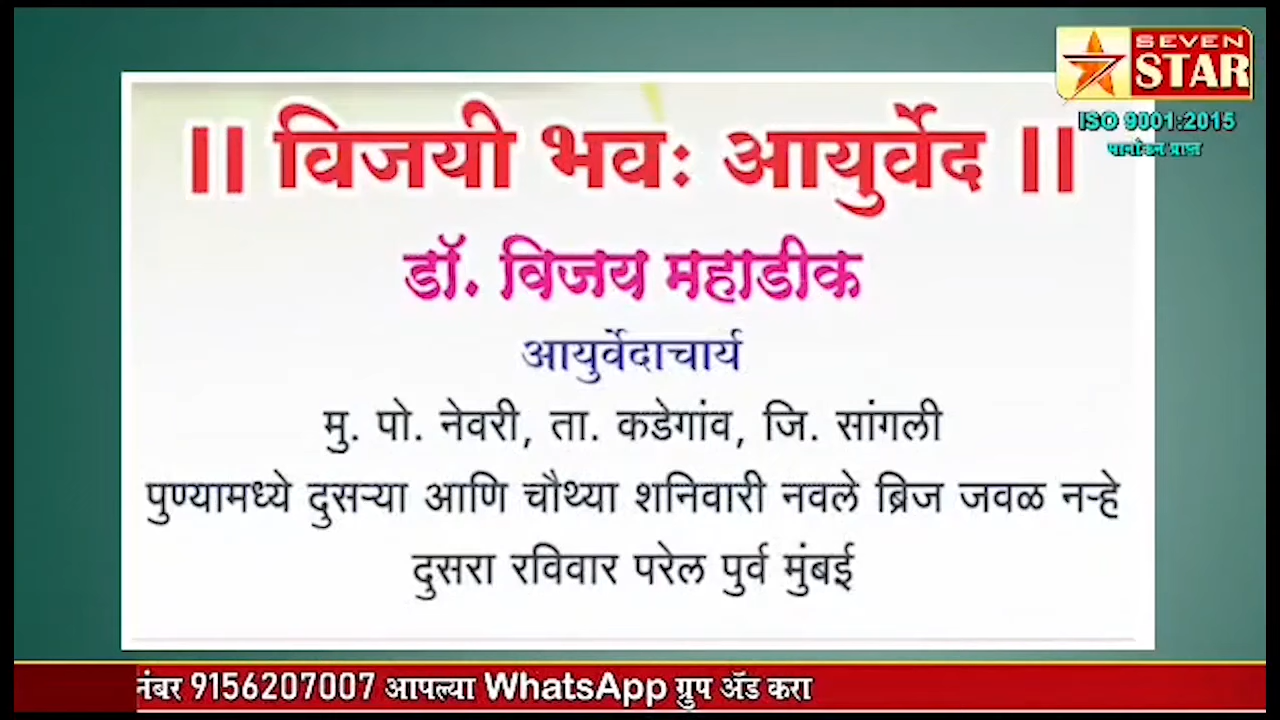 SEVEN
STAR
ISO 9001:2015
|| विजयी भवः आयुर्वेद ||
डॉ. विजय महाडीक
आयुर्वेदाचार्य
मु. पो. नेवरी, ता. कडेगांव, जि. सांगली
पुण्यामध्ये दुसऱ्या आणि चौथ्या शनिवारी नवले ब्रिज जवळ नऱ्हे
दुसरा रविवार परेल पुर्व मुंबई
नंबर 9156207007 आपल्या WhatsApp ग्रुप ॲड करा